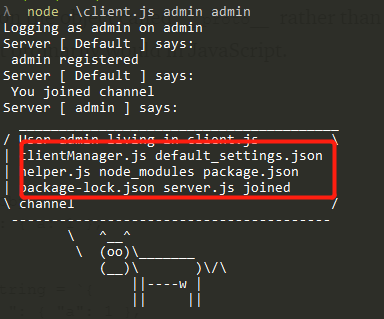 λ node .\client.js admin admin
Logging as admin on admin
Server [ Default ] says:
 admin registered
Server [ Default ] says:
 You joined channel
Server [ admin ] says:
 ________________________________________
/ User admin living in client.js         \
| clientManager.js default_settings.json
| helper.js node_modules package.json
| package-lock.json server.js joined
\ channel                                /
 ----------------------------------------
        \   ^__^
         \  (oo)\_______
            (__)\       )\/\
                ||----w |
                ||     ||